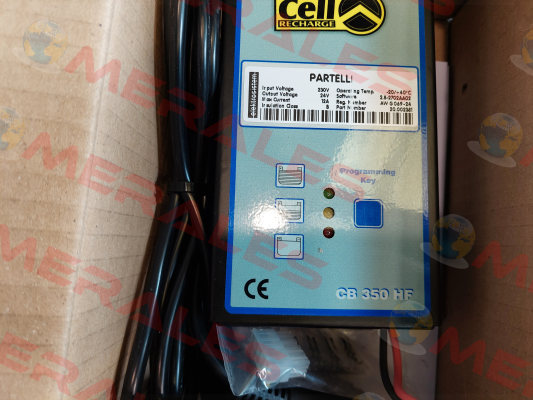 cell
RECHARGE
PARTELLI
Input Voltage 230V Operating Temp. -20/+40°C
Output Voltage 24V Software
Max Current 12A Reg. Number
Insulation Class B Part Number
Programming
Key
CE
CB 350 HF
MERALES